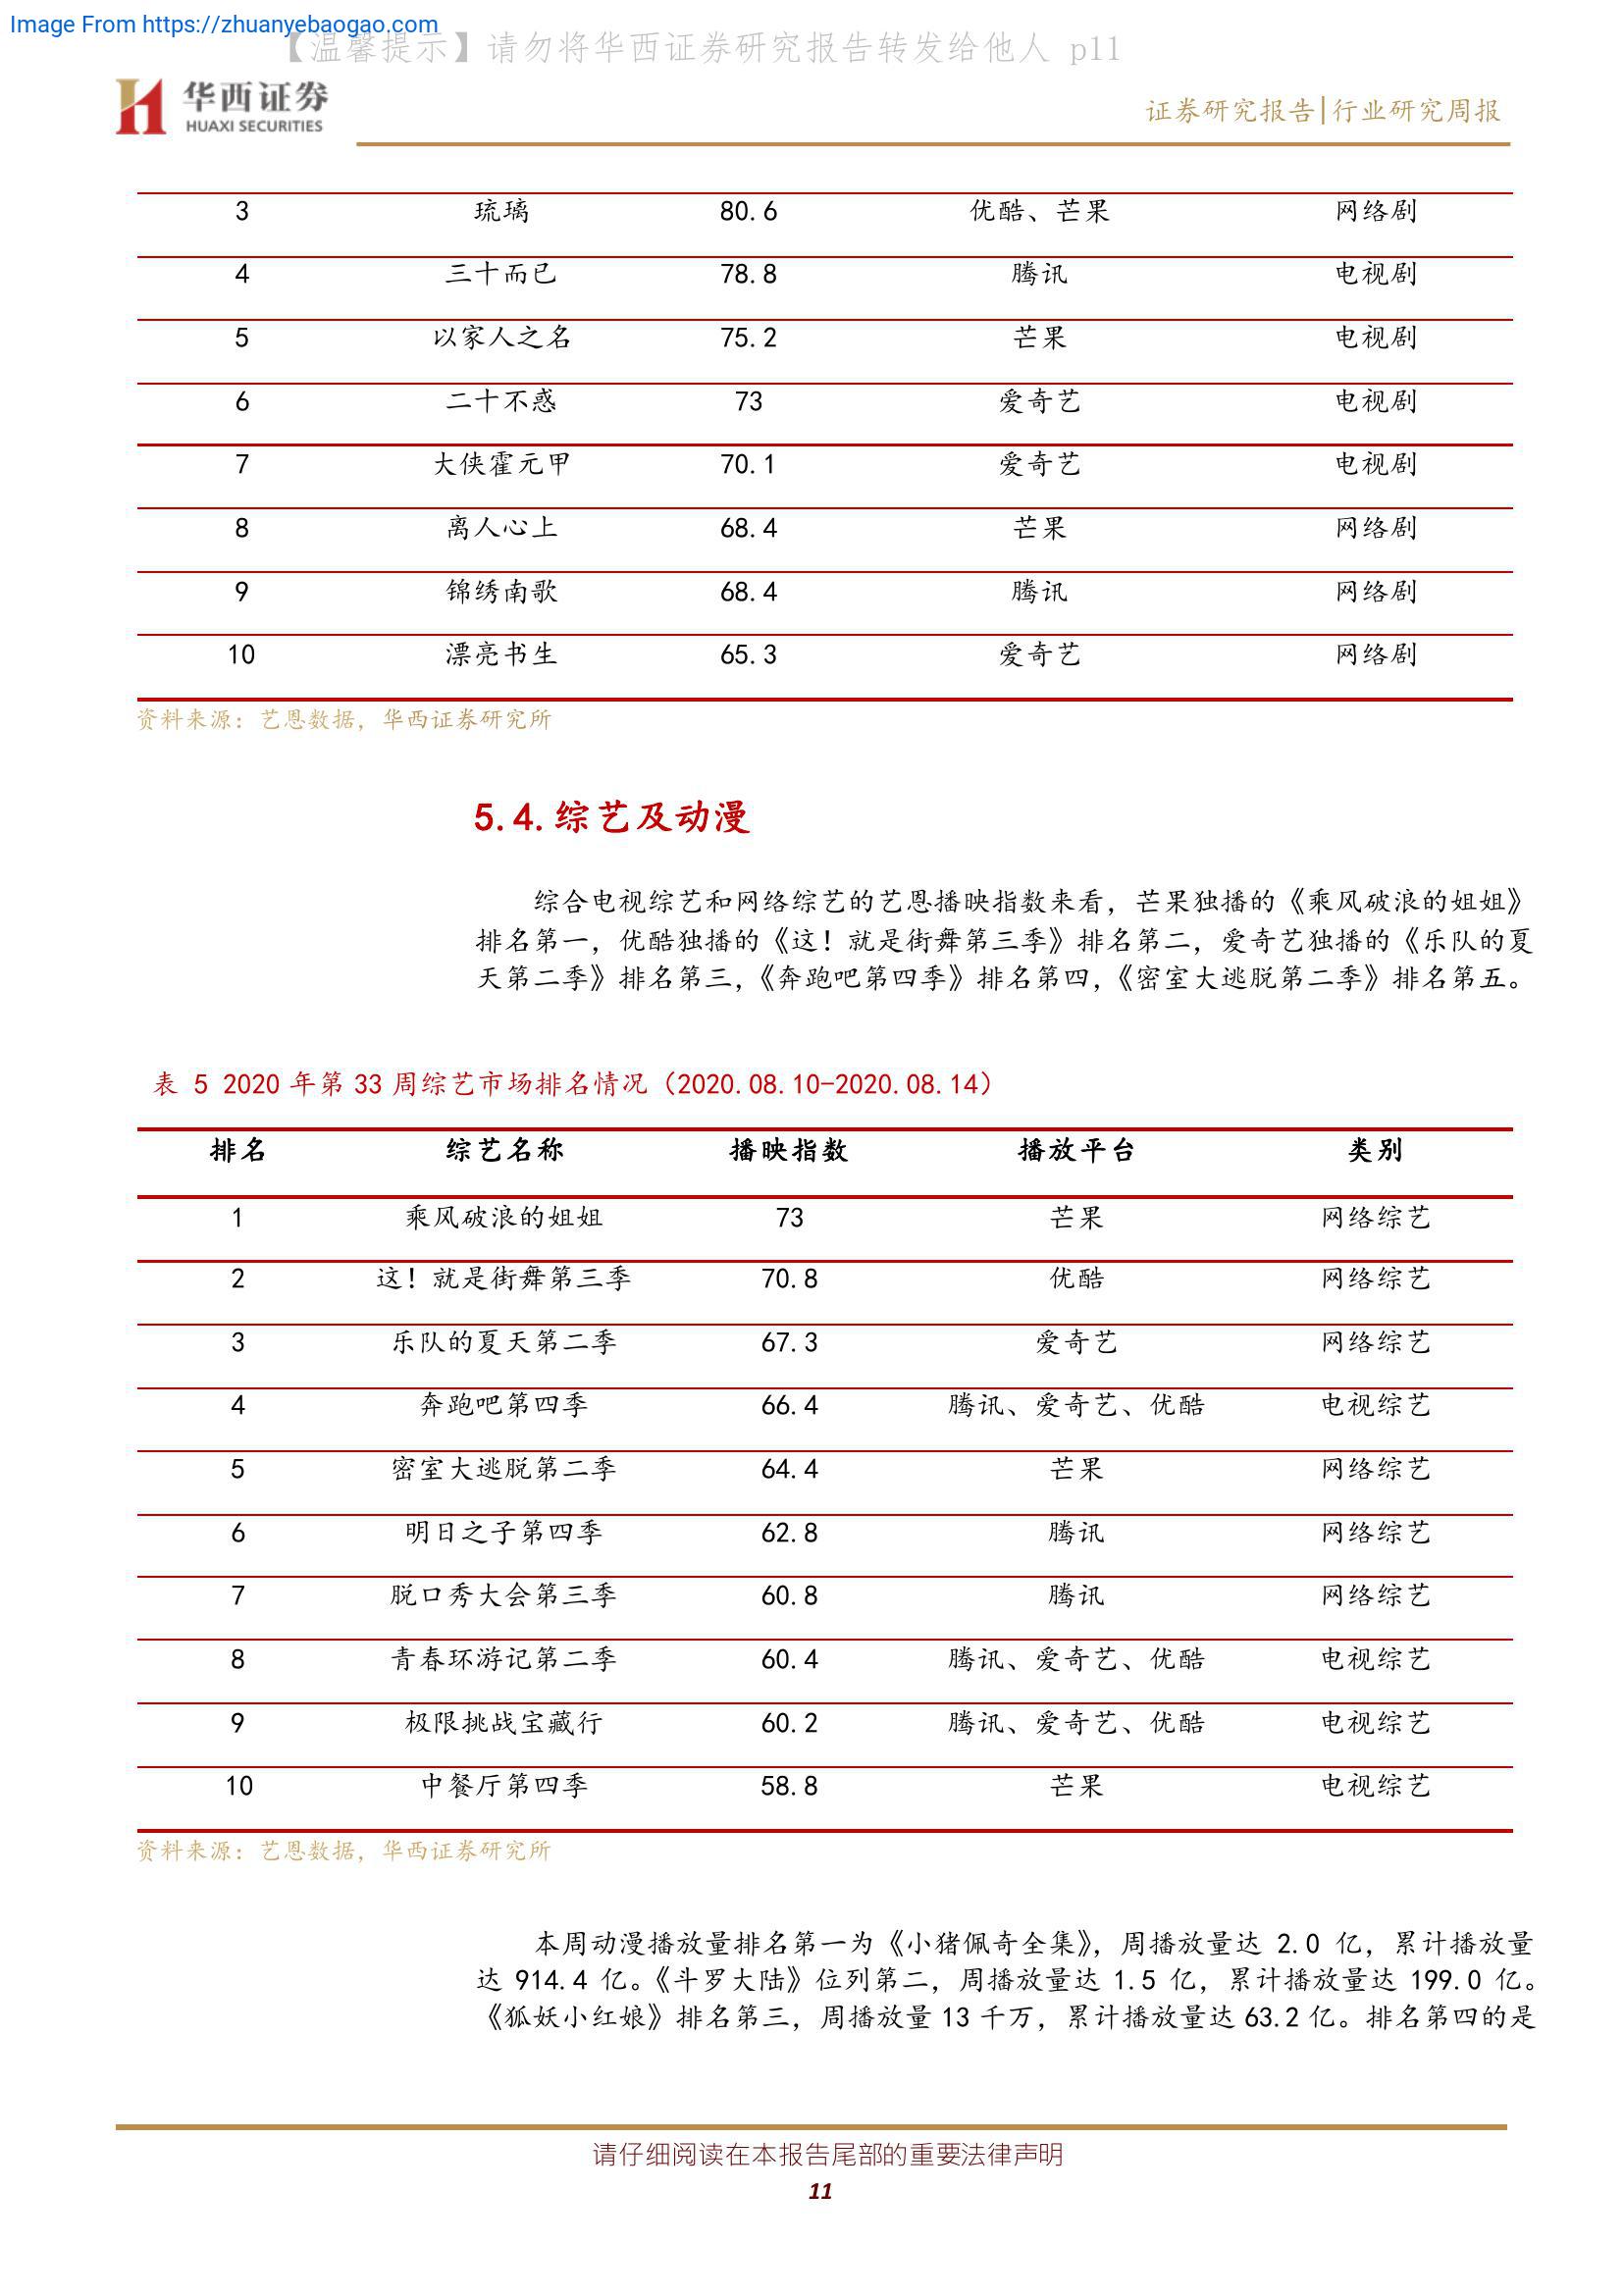 Image From https://zhuanyebaogao.com
【温馨提示】请勿将华西证券研究报告转发给他人 p11
华西证券
HUAXI SECURITIES
证券研究报告|行业研究周报
3 琉璃 80.6 优酷、芒果 网络剧
4 三十而已 78.8 腾讯 电视剧
5 以家人之名 75.2 芒果 电视剧
6 二十不惑 73 爱奇艺 电视剧
7 大侠霍元甲 70.1 爱奇艺 电视剧
8 离人心上 68.4 芒果 网络剧
9 锦绣南歌 68.4 腾讯 网络剧
10 漂亮书生 65.3 爱奇艺 网络剧
资料来源：艺恩数据，华西证券研究所
5.4.综艺及动漫
综合电视综艺和网络综艺的艺恩播映指数来看，芒果独播的《乘风破浪的姐姐》
排名第一，优酷独播的《这！就是街舞第三季》排名第二，爱奇艺独播的《乐队的夏
天第二季》排名第三，《奔跑吧第四季》排名第四，《密室大逃脱第二季》排名第五。
表 5 2020 年第 33 周综艺市场排名情况（2020.08.10-2020.08.14）
排名 综艺名称 播映指数 播放平台 类别
1 乘风破浪的姐姐 73 芒果 网络综艺
2 这！就是街舞第三季 70.8 优酷 网络综艺
3 乐队的夏天第二季 67.3 爱奇艺 网络综艺
4 奔跑吧第四季 66.4 腾讯、爱奇艺、优酷 电视综艺
5 密室大逃脱第二季 64.4 芒果 网络综艺
6 明日之子第四季 62.8 腾讯 网络综艺
7 脱口秀大会第三季 60.8 腾讯 网络综艺
8 青春环游记第二季 60.4 腾讯、爱奇艺、优酷 电视综艺
9 极限挑战宝藏行 60.2 腾讯、爱奇艺、优酷 电视综艺
10 中餐厅第四季 58.8 芒果 电视综艺
资料来源：艺恩数据，华西证券研究所
本周动漫播放量排名第一为《小猪佩奇全集》，周播放量达 2.0 亿，累计播放量
达 914.4 亿。《斗罗大陆》位列第二，周播放量达 1.5 亿，累计播放量达 199.0 亿。
《狐妖小红娘》排名第三，周播放量 13 千万，累计播放量达 63.2 亿。排名第四的是
请仔细阅读在本报告尾部的重要法律声明
11